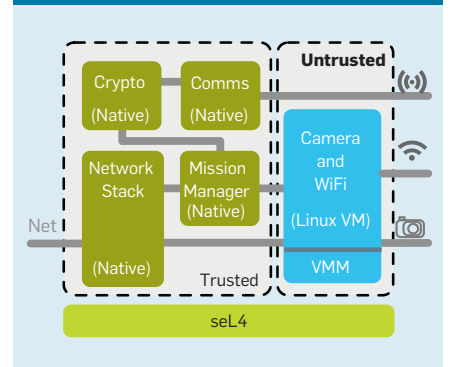 Untrusted
Crypto
(Native)
Comms
(Native)
Camera
and
WiFi
(Linux VM)
VMM
Network
Stack
(Native)
Mission
Manager
(Native)
Net
Trusted
seL4